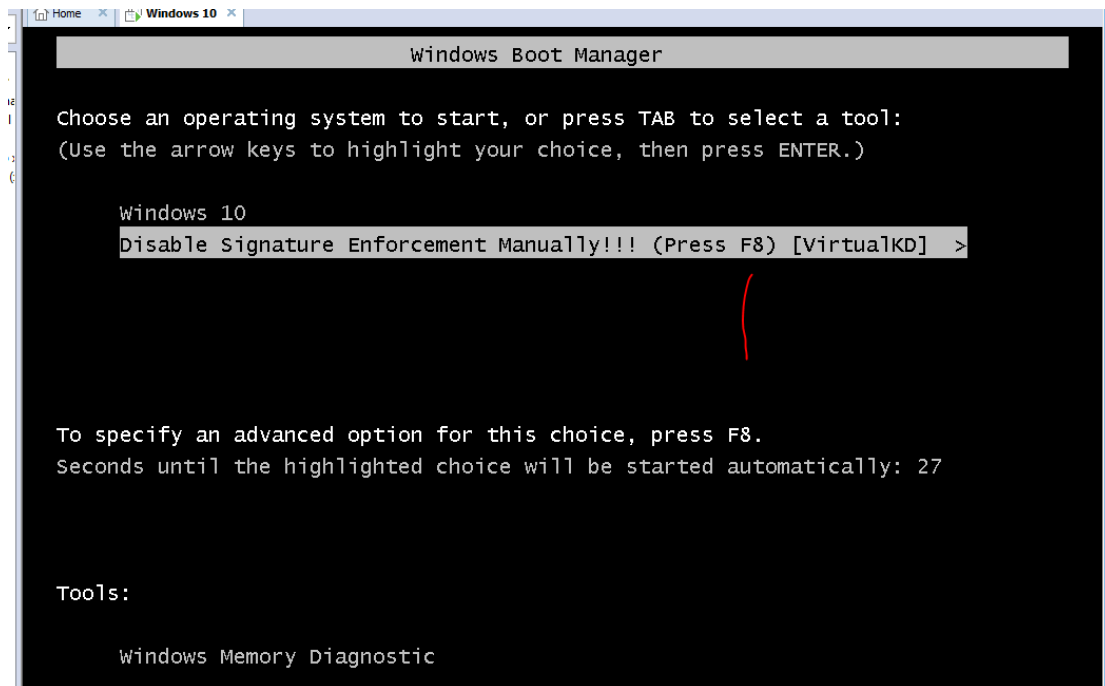 Home × Windows 10 ×
Windows Boot Manager
Choose an operating system to start, or press TAB to select a tool:
(Use the arrow keys to highlight your choice, then press ENTER.)
Windows 10
Disable Signature Enforcement Manually!!! (Press F8) [VirtualKD] >
To specify an advanced option for this choice, press F8.
Seconds until the highlighted choice will be started automatically: 27
Tools:
Windows Memory Diagnostic